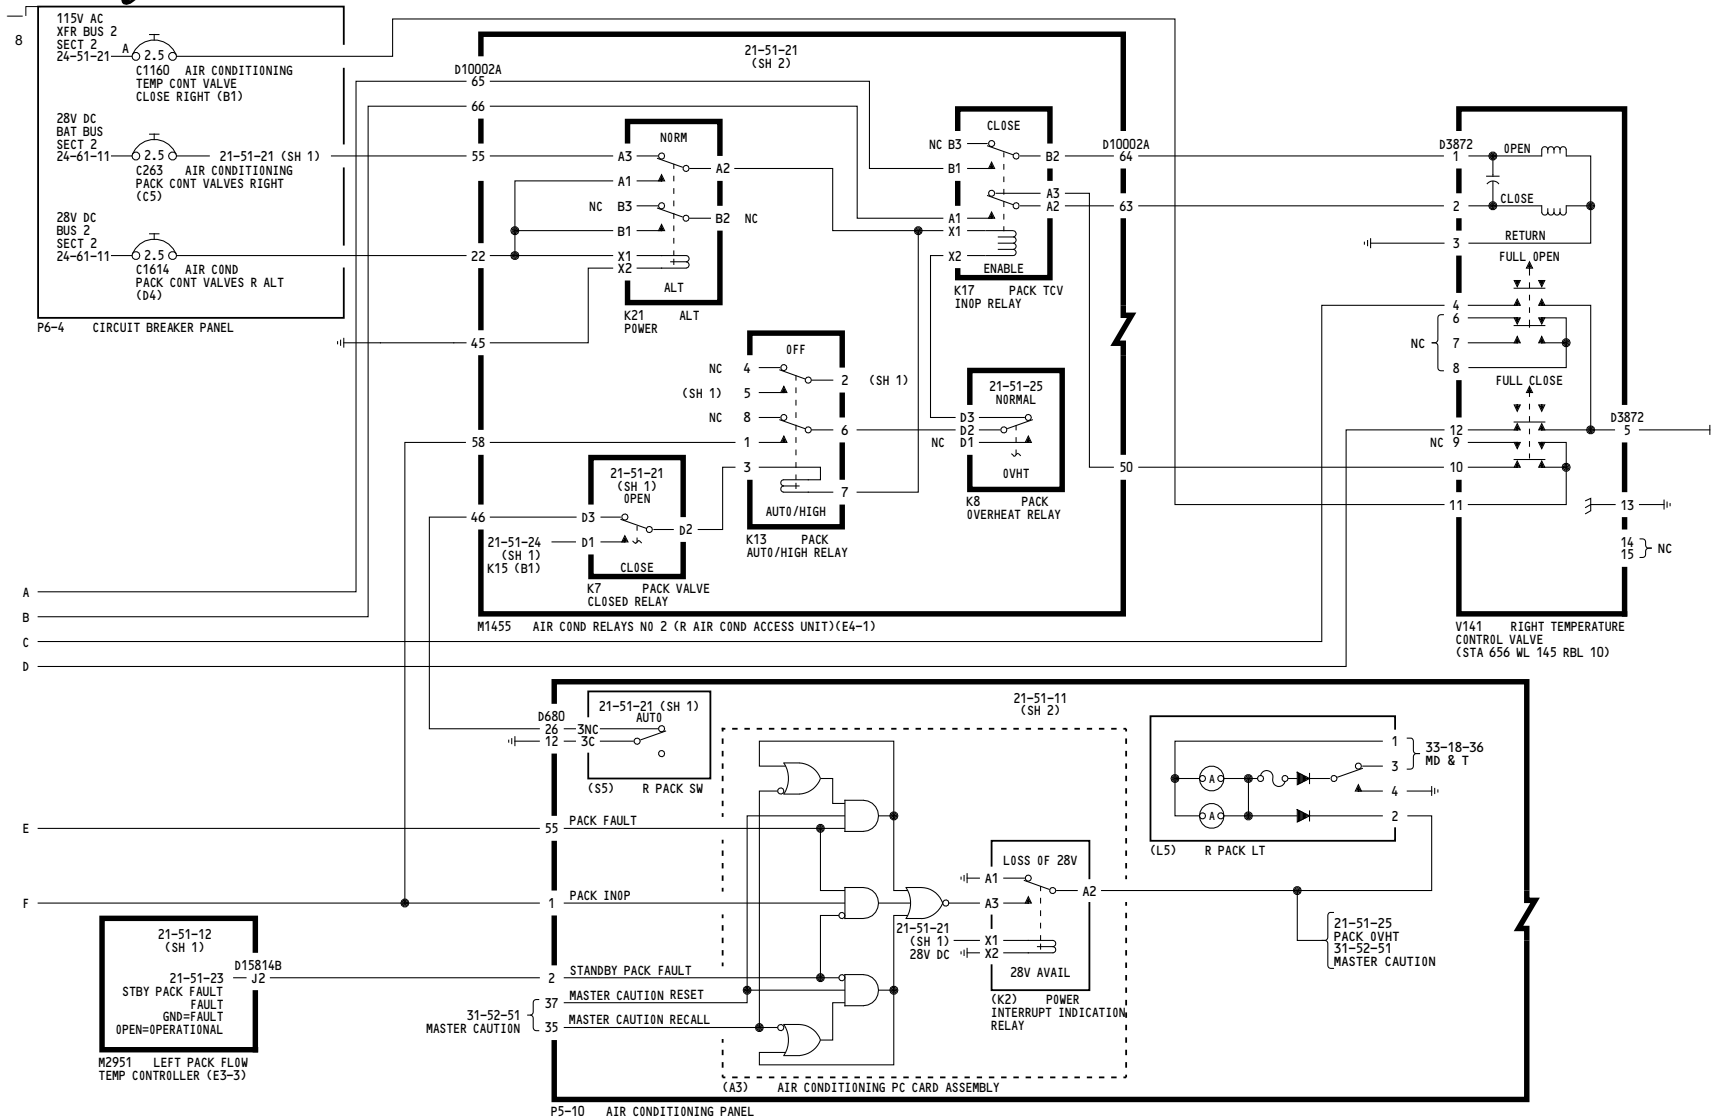 8
115V AC
XFR BUS 2
SECT 2
24-51-21
A
2.5
C1160 AIR CONDITIONING
TEMP CONT VALVE
CLOSE RIGHT (B1)
28V DC
BAT BUS
SECT 2
24-61-11
2.5
21-51-21 (SH 1)
C263 AIR CONDITIONING
PACK CONT VALVES RIGHT
(C5)
28V DC
BUS 2
SECT 2
24-61-11
2.5
C1614 AIR COND
PACK CONT VALVES R ALT
(D4)
P6-4 CIRCUIT BREAKER PANEL
D10002A
65
66
55
22
45
58
46
21-51-21
(SH 2)
NORM
A3
A1
NC B3
B1
X1
X2
A2
B2 NC
ALT
K21 ALT
POWER
CLOSE
NC B3
B1
A1
X1
X2
B2
A3
A2
ENABLE
K17 PACK TCV
INOP RELAY
D10002A
64
63
50
OFF
NC 4
(SH 1) 5
NC 8
1
3
2 (SH 1)
6
7
AUTO/HIGH
K13 PACK
AUTO/HIGH RELAY
21-51-25
NORMAL
D3
D2
NC D1
OVHT
K8 PACK
OVERHEAT RELAY
21-51-21
(SH 1)
OPEN
D3
D1
D2
CLOSE
21-51-24
(SH 1)
K15 (B1)
K7 PACK VALVE
CLOSED RELAY
M1455 AIR COND RELAYS NO 2 (R AIR COND ACCESS UNIT)(E4-1)
D3872
1
OPEN
2
CLOSE
3
RETURN
FULL OPEN
4
6
NC
7
8
FULL CLOSE
12
NC 9
10
11
D3872
5
13
14
15
NC
V141 RIGHT TEMPERATURE
CONTROL VALVE
(STA 656 WL 145 RBL 10)
A
B
C
D
E
F
D680
26
12
3NC
3C
21-51-21 (SH 1)
AUTO
(S5) R PACK SW
21-51-11
(SH 2)
55 PACK FAULT
1 PACK INOP
2 STANDBY PACK FAULT
37 MASTER CAUTION RESET
35 MASTER CAUTION RECALL
31-52-51
MASTER CAUTION
21-51-12
(SH 1)
21-51-23
STBY PACK FAULT
FAULT
GND=FAULT
OPEN=OPERATIONAL
D15814B
J2
M2951 LEFT PACK FLOW
TEMP CONTROLLER (E3-3)
LOSS OF 28V
A1
A3
X1
X2
A2
28V AVAIL
21-51-21
(SH 1)
28V DC
(K2) POWER
INTERRUPT INDICATION
RELAY
(A3) AIR CONDITIONING PC CARD ASSEMBLY
P5-10 AIR CONDITIONING PANEL
A
A
1
3
4
2
33-18-36
MD & T
(L5) R PACK LT
21-51-25
PACK OVHT
31-52-51
MASTER CAUTION